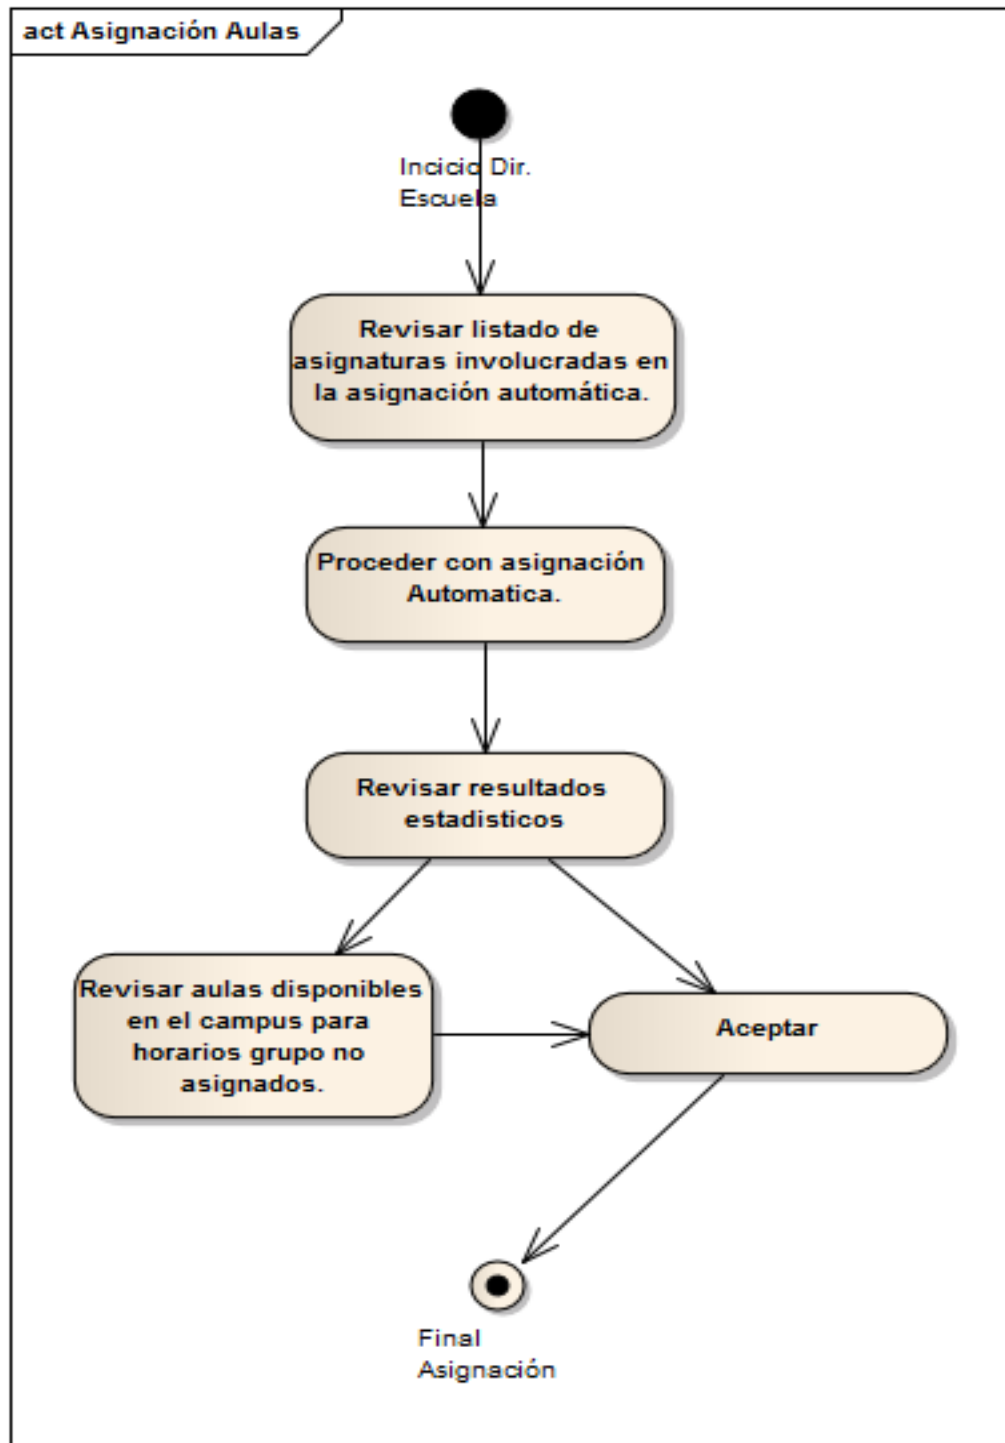 act Asignación Aulas
Incicio Dir.
Escuela
Revisar listado de
asignaturas involucradas en
la asignación automática.
Proceder con asignación
Automatica.
Revisar resultados
estadisticos
Revisar aulas disponibles
en el campus para
horarios grupo no
asignados.
Aceptar
Final
Asignación